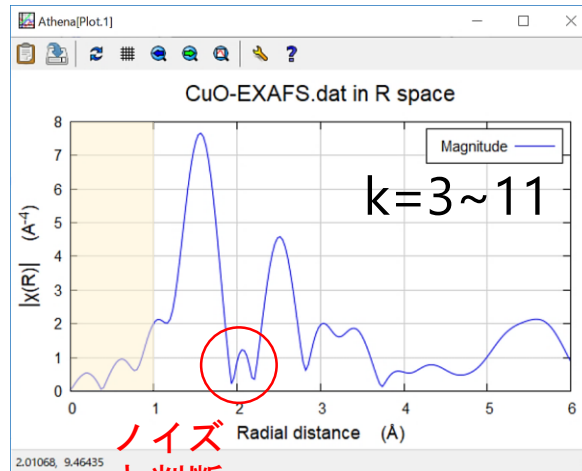 Athena[Plot.1]
CuO-EXAFS.dat in R space
Magnitude
k=3~11
|χ(R)| (Å⁻⁴)
8
7
6
5
4
3
2
1
0
0 1 2 3 4 5 6
Radial distance (Å)
ノイズ
2.01068, 9.46435